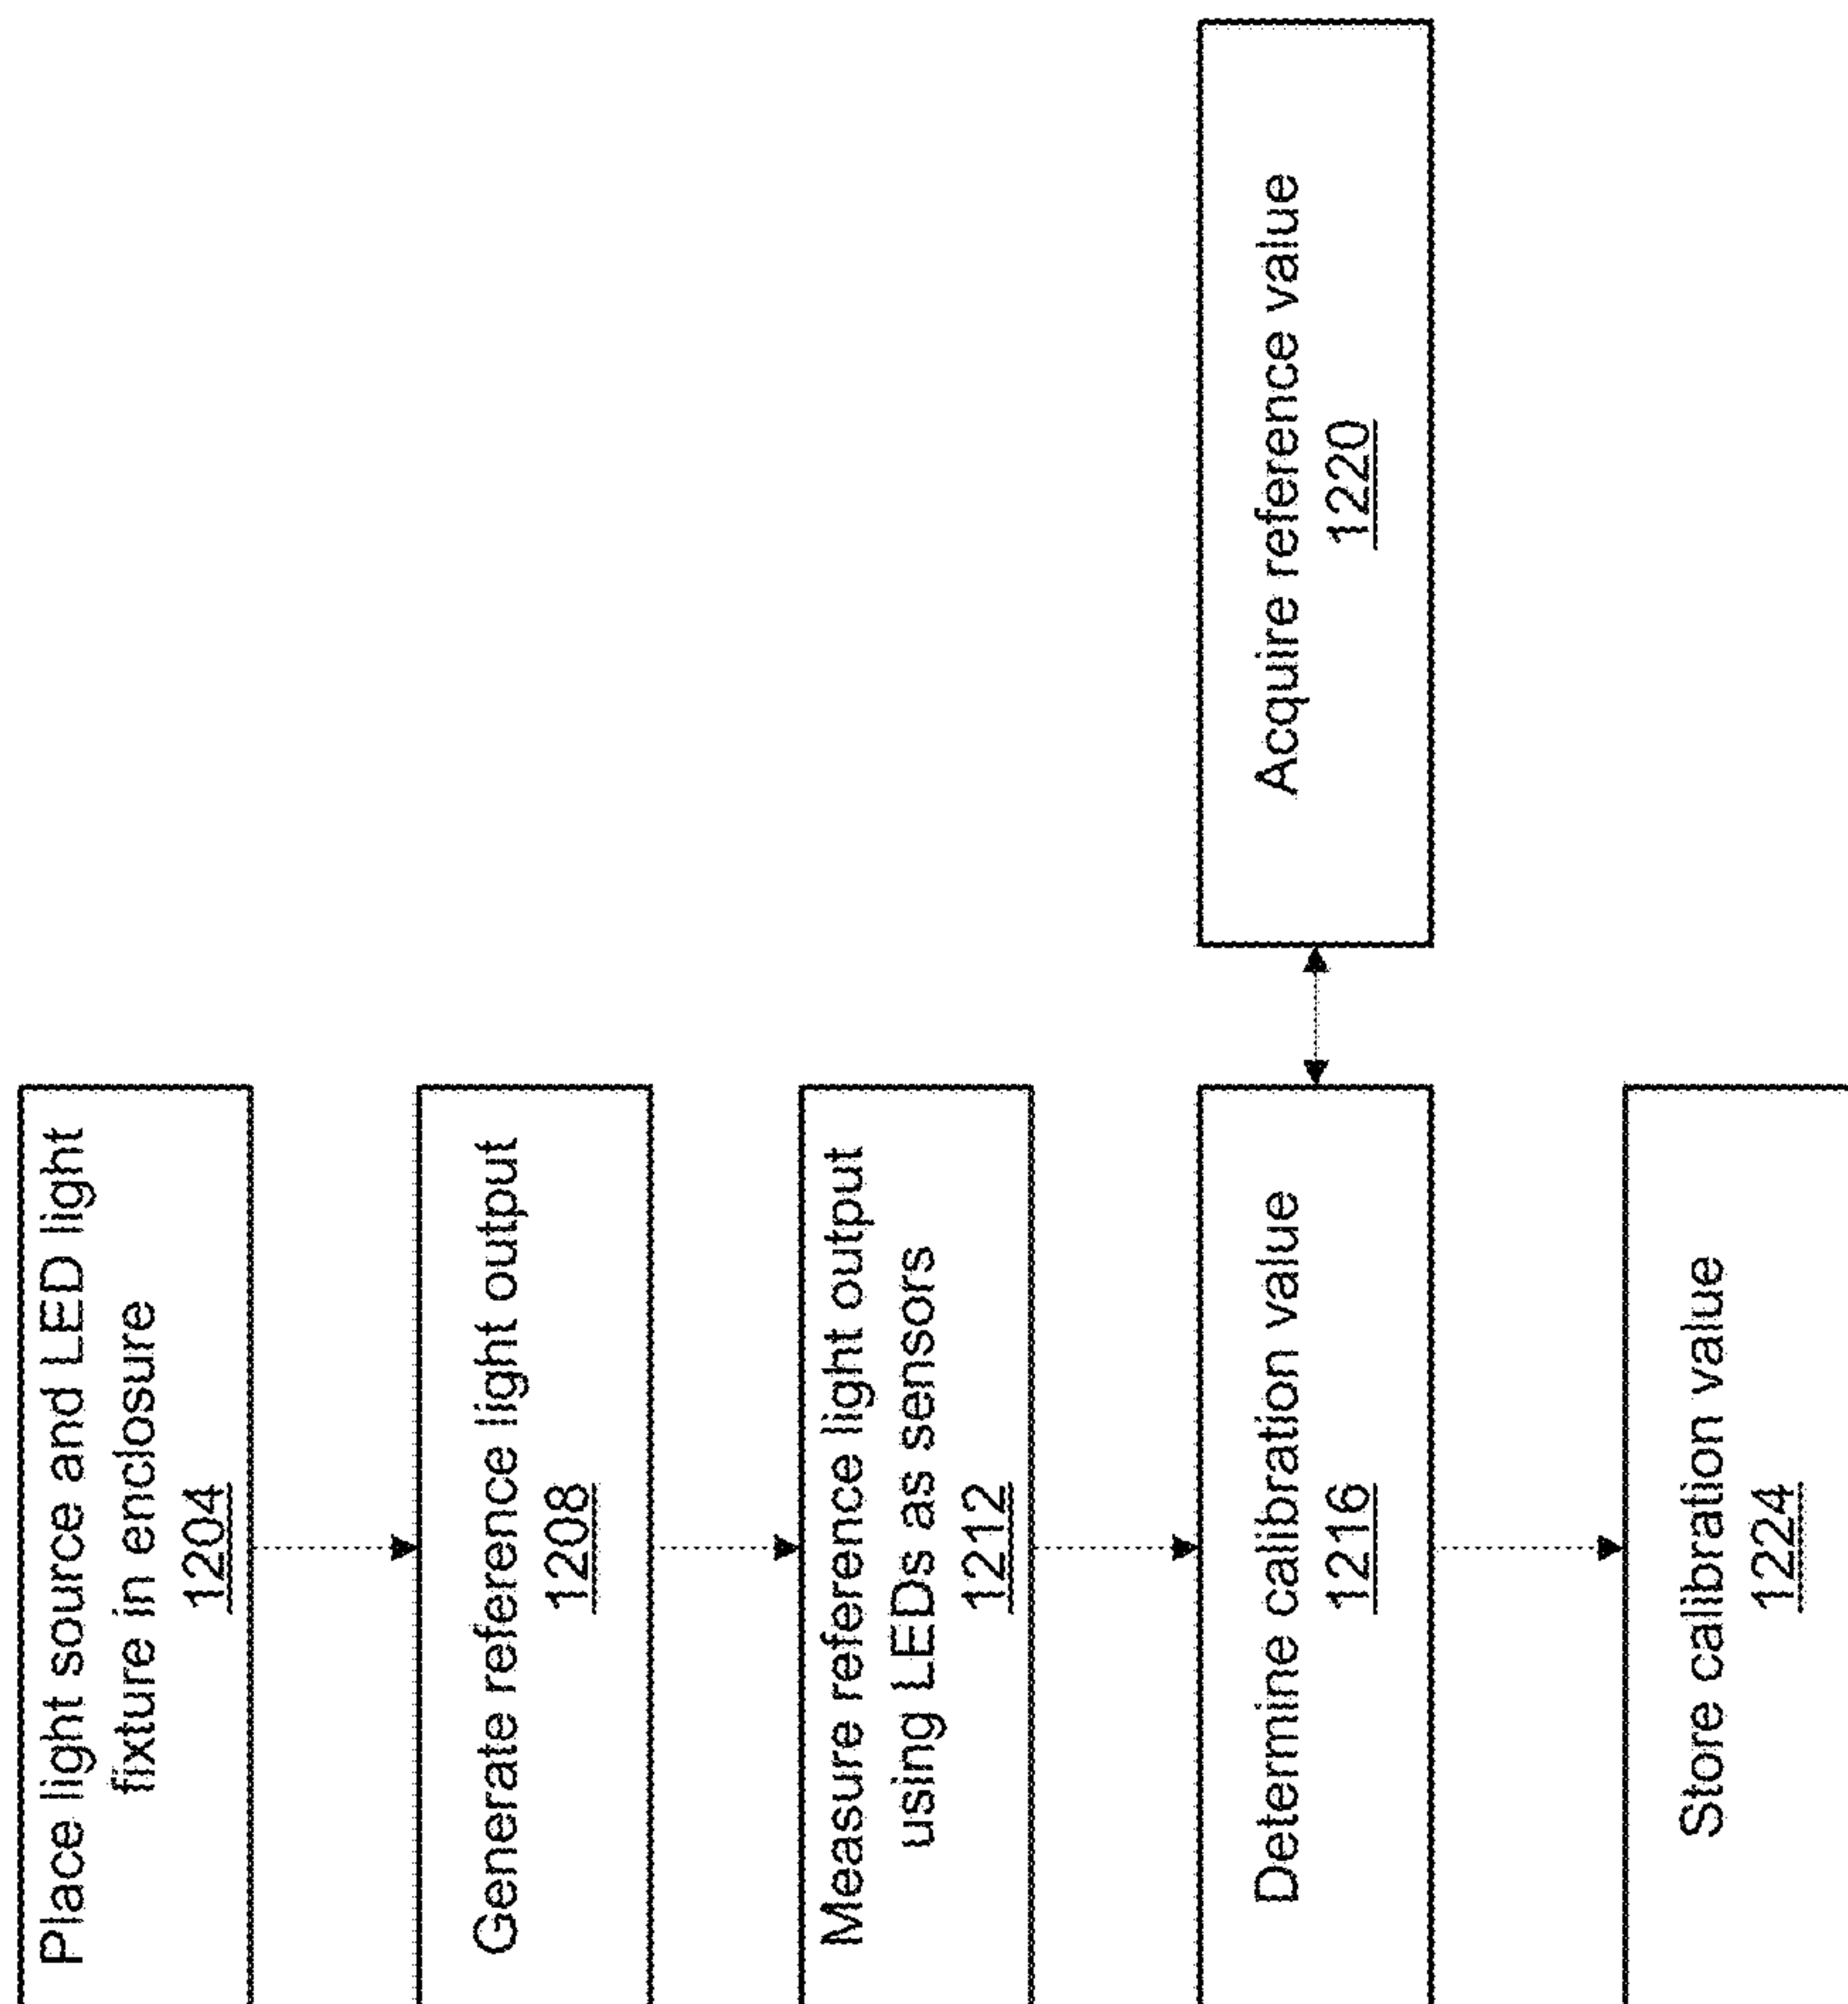 Place light source and LED light
fixture in enclosure
1204
Generate reference light output
1208
Measure reference light output
using LEDs as sensors
1212
Determine calibration value
1216
Acquire reference value
1220
Store calibration value
1224